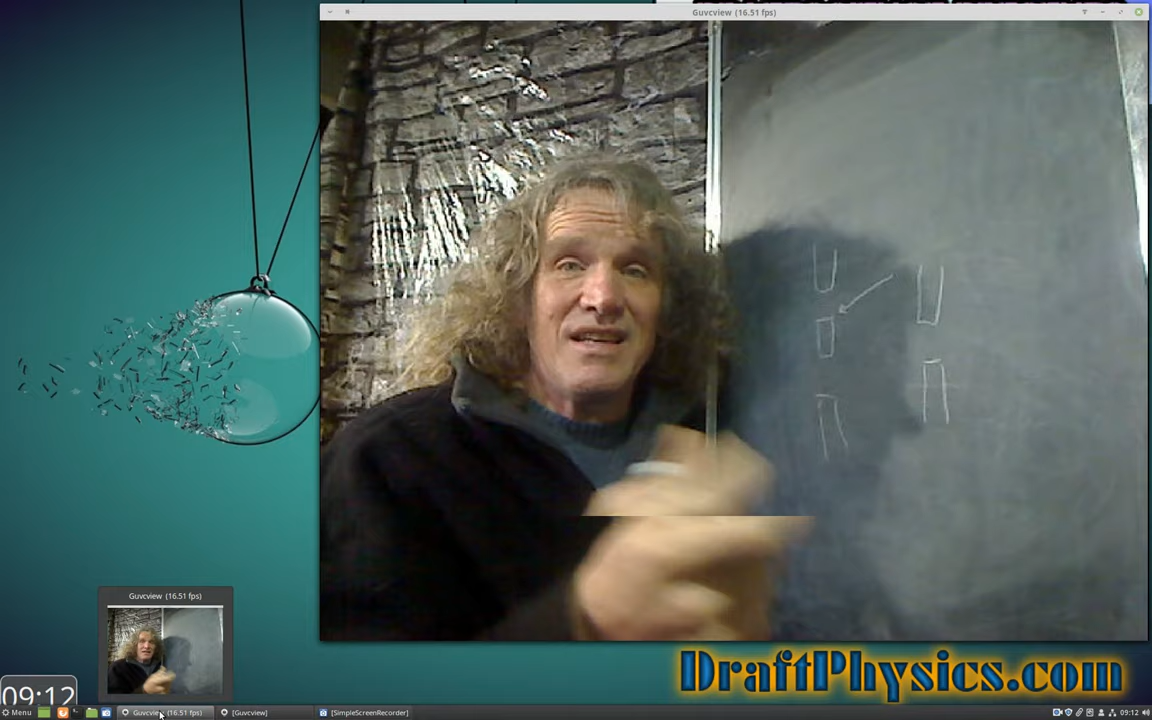 Guvcview (16.51 fps)
Guvcview (16.51 fps)
DraftPhysics.com
09:12
Menu
Guvcview (16.51 fps)
[Guvcview]
[SimpleScreenRecorder]
09:12